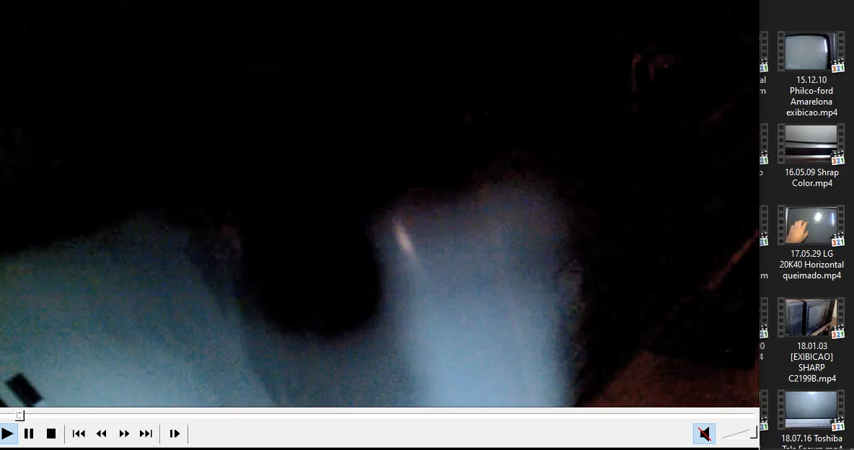 15.12.10
Philco-ford
Amarelona
exibicao.mp4
16.05.09 Shrap
Color.mp4
17.05.29 LG
20K40 Horizontal
queimado.mp4
18.01.03
[EXIBICAO]
SHARP
C2199B.mp4
18.07.16 Toshiba